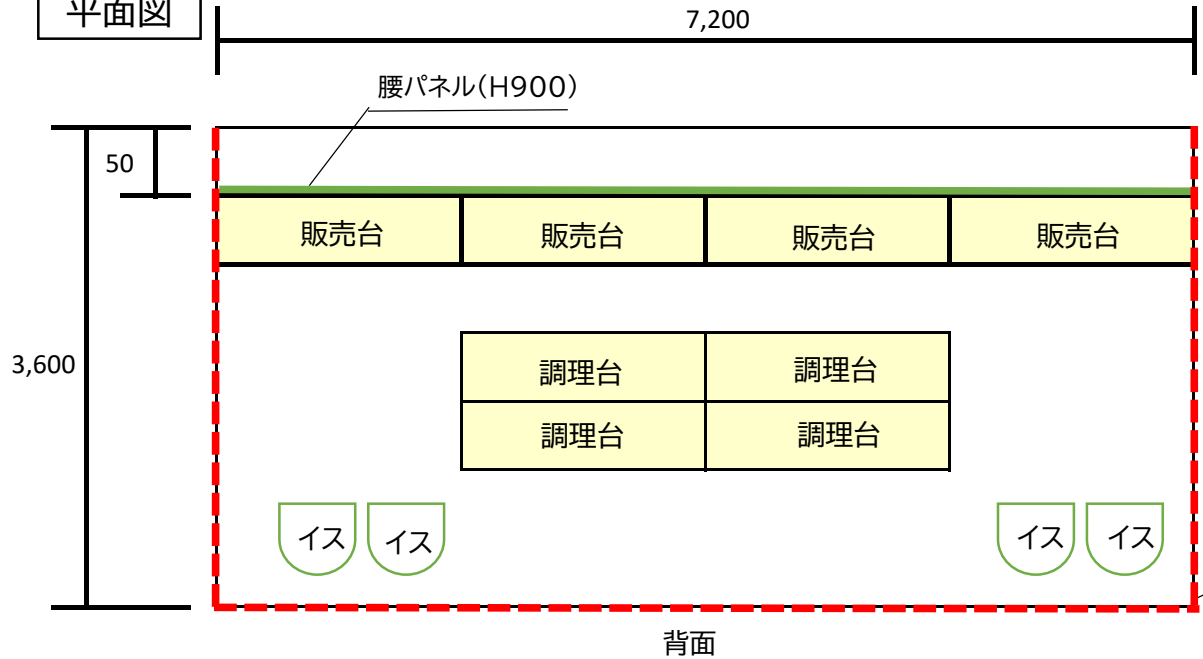 平面図
7,200
腰パネル(H900)
50
販売台 販売台 販売台 販売台
3,600
調理台 調理台
調理台 調理台
イス イス イス イス
背面